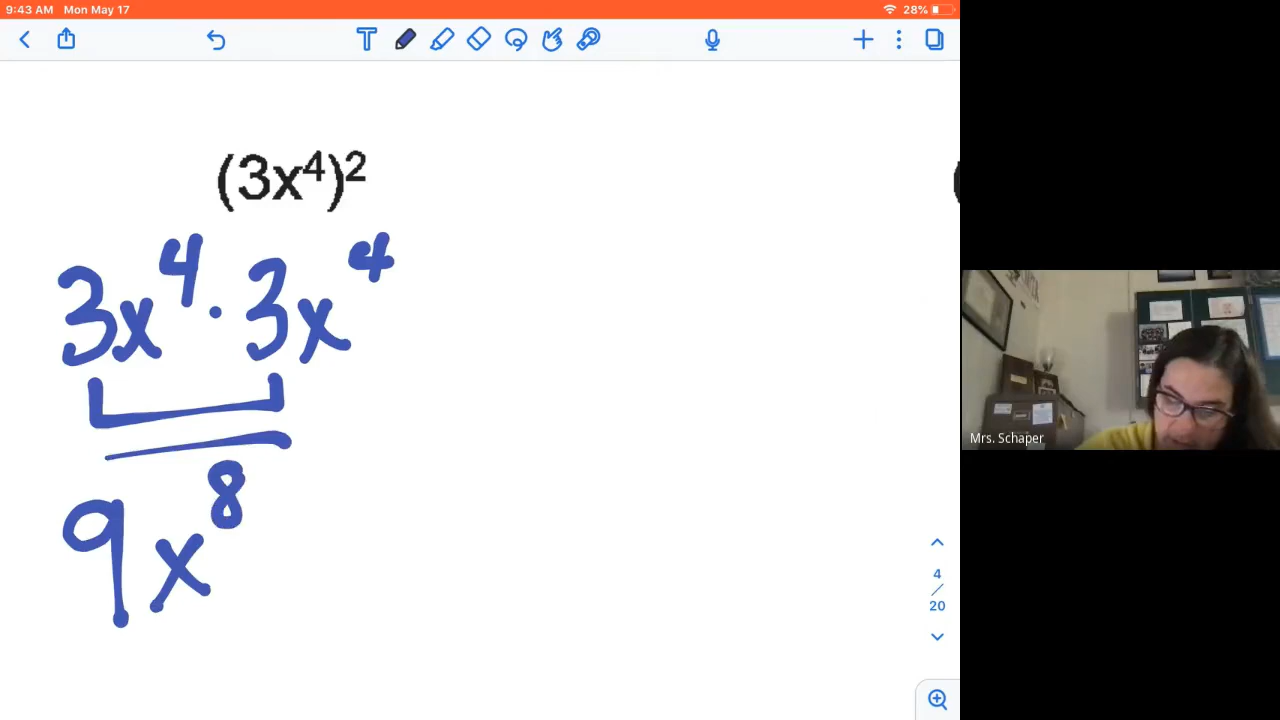 9:43 AM Mon May 17
28%
T
(3x⁴)²
3x⁴ · 3x⁴
9x⁸
Mrs. Schaper
4
/
20